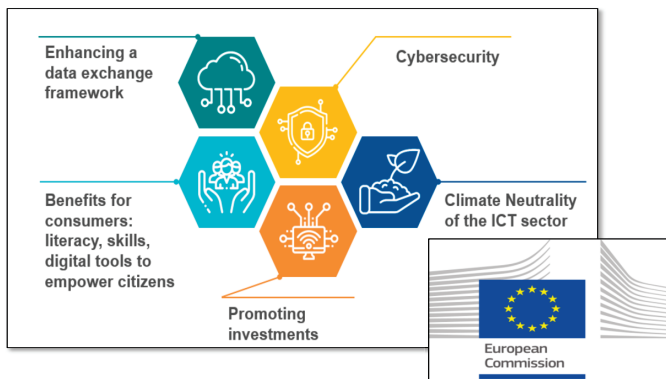 Enhancing a
data exchange
framework
Cybersecurity
Benefits for
consumers:
literacy, skills,
digital tools to
empower citizens
Climate Neutrality
of the ICT sector
Promoting
investments
European
Commission